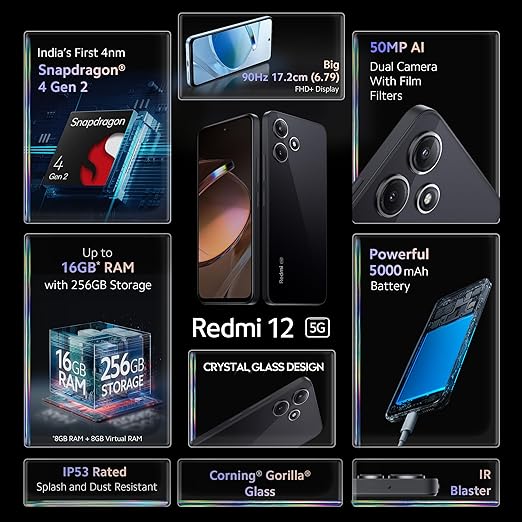 India's First 4nm
Snapdragon®
4 Gen 2
Snapdragon
4
Gen 2
Big
90Hz 17.2cm (6.79)
FHD+ Display
50MP AI
Dual Camera
With Film
Filters
Redmi 5G
Redmi 12 5G
Up to
16GB* RAM
with 256GB Storage
16GB
RAM
256GB
STORAGE
*8GB RAM + 8GB Virtual RAM
CRYSTAL GLASS DESIGN
Powerful
5000mAh
Battery
IP53 Rated
Splash and Dust Resistant
Corning® Gorilla®
Glass
IR
Blaster